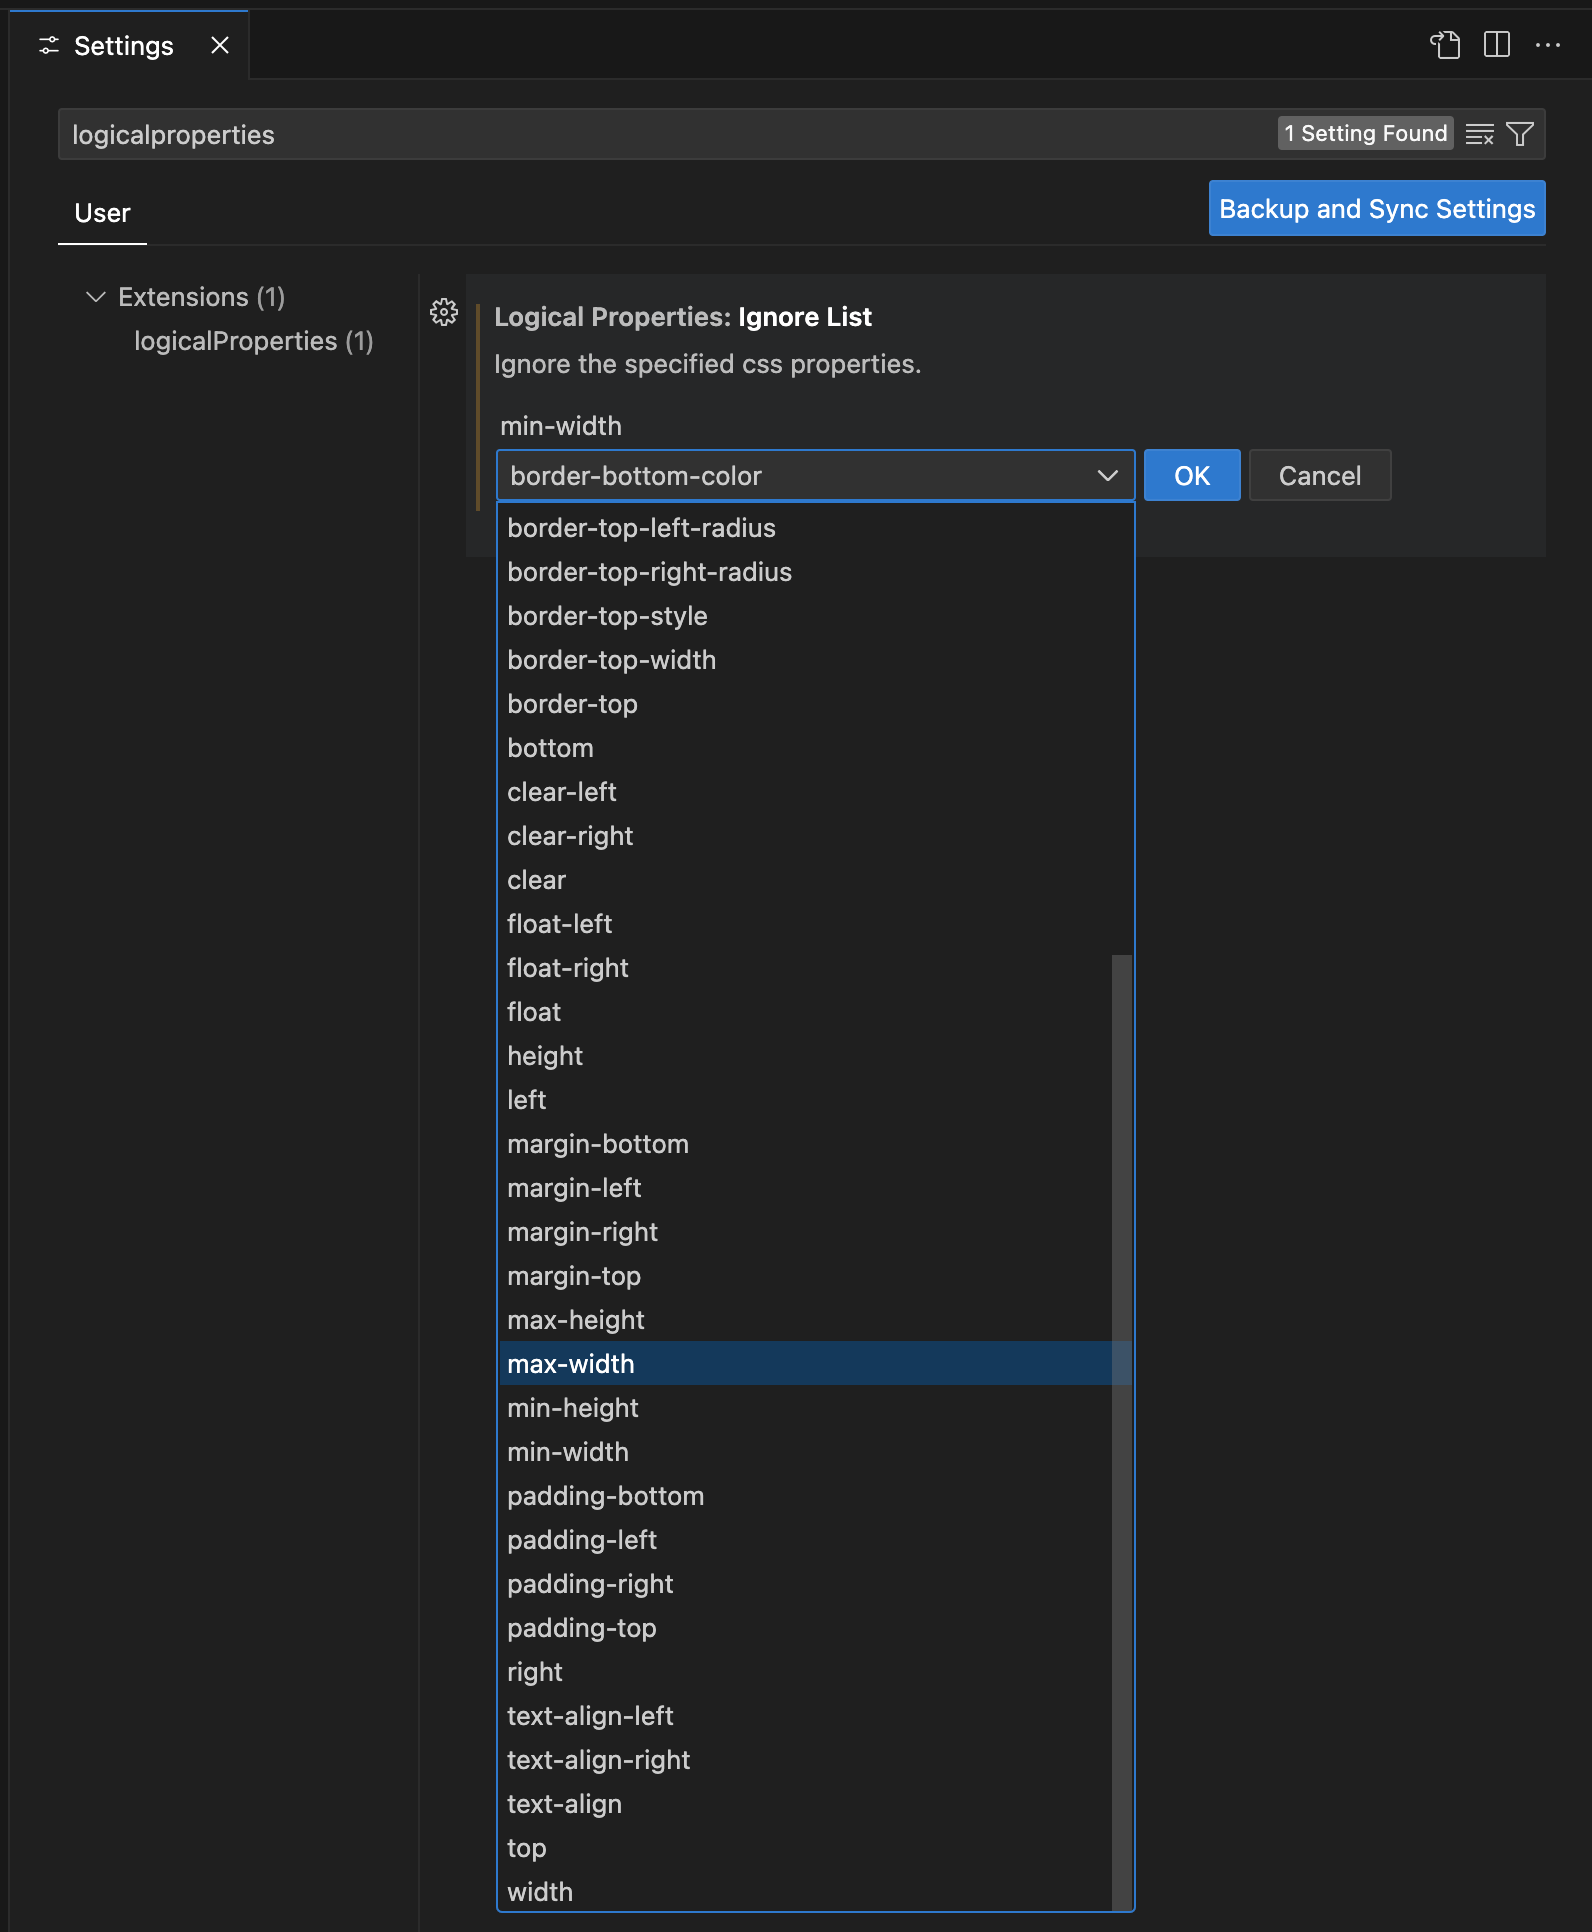 Settings
logicalproperties
1 Setting Found
User
Backup and Sync Settings
Extensions (1)
logicalProperties (1)
Logical Properties: Ignore List
Ignore the specified css properties.
min-width
border-bottom-color
OK
Cancel
border-top-left-radius
border-top-right-radius
border-top-style
border-top-width
border-top
bottom
clear-left
clear-right
clear
float-left
float-right
float
height
left
margin-bottom
margin-left
margin-right
margin-top
max-height
max-width
min-height
min-width
padding-bottom
padding-left
padding-right
padding-top
right
text-align-left
text-align-right
text-align
top
width